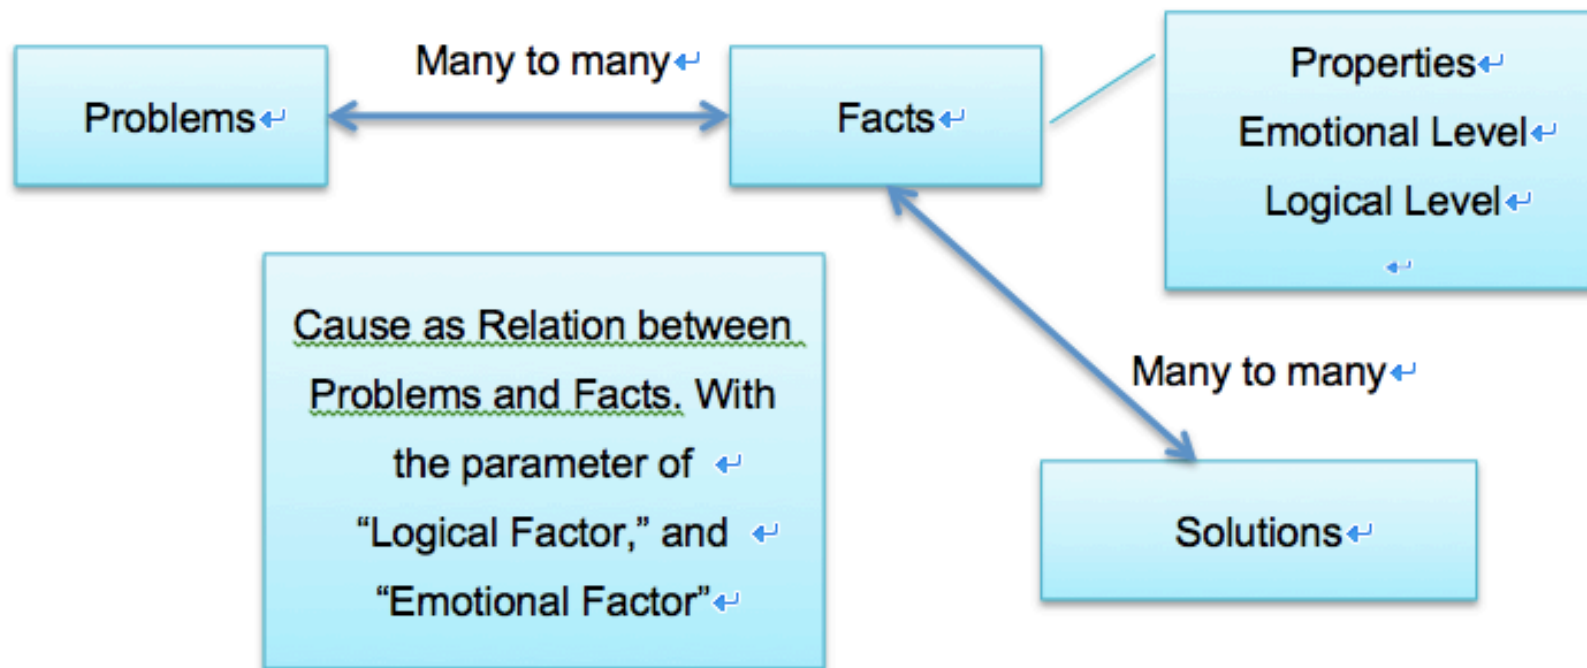 Many to many
Problems
Facts
Properties
Emotional Level
Logical Level
Cause as Relation between
Problems and Facts. With
the parameter of
“Logical Factor,” and
“Emotional Factor”
Many to many
Solutions